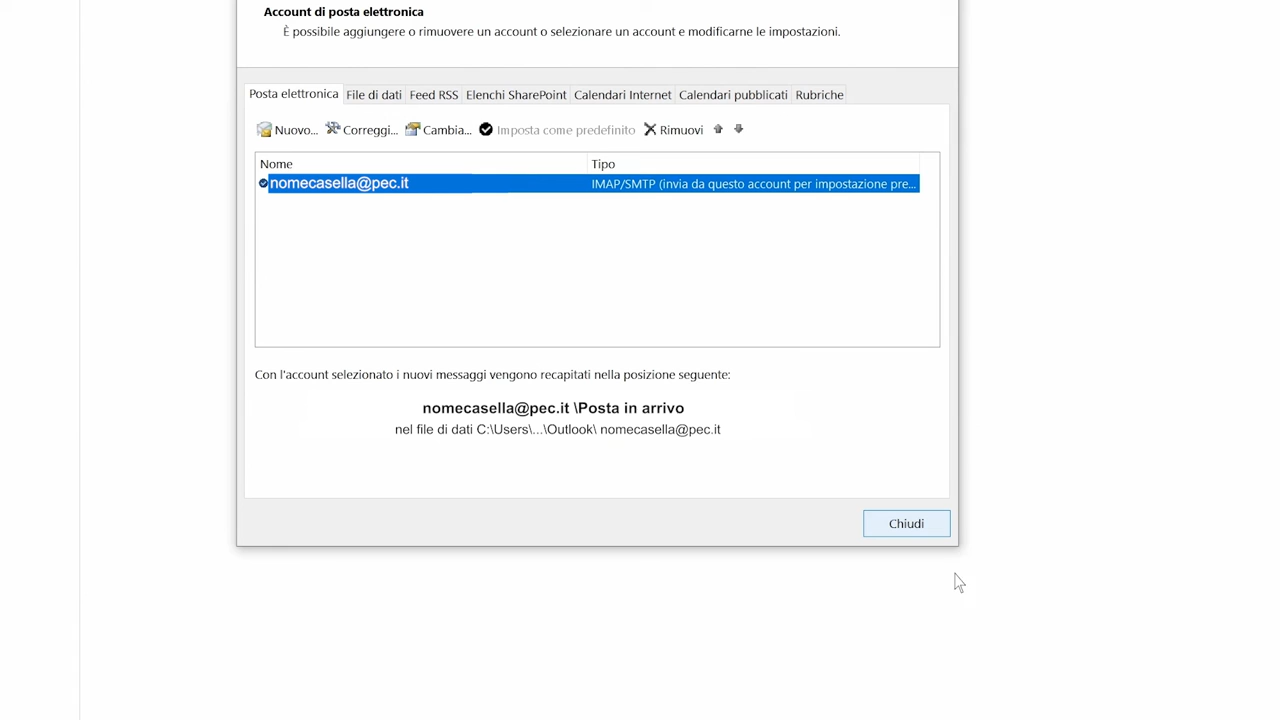 Account di posta elettronica
È possibile aggiungere o rimuovere un account o selezionare un account e modificarne le impostazioni.
Posta elettronica File di dati Feed RSS Elenchi SharePoint Calendari Internet Calendari pubblicati Rubriche
Nuovo... Correggi... Cambia... Imposta come predefinito Rimuovi
Nome Tipo
nomecasella@pec.it IMAP/SMTP (invia da questo account per impostazione pre...
Con l'account selezionato i nuovi messaggi vengono recapitati nella posizione seguente:
nomecasella@pec.it \Posta in arrivo
nel file di dati C:\Users\...\Outlook\ nomecasella@pec.it
Chiudi